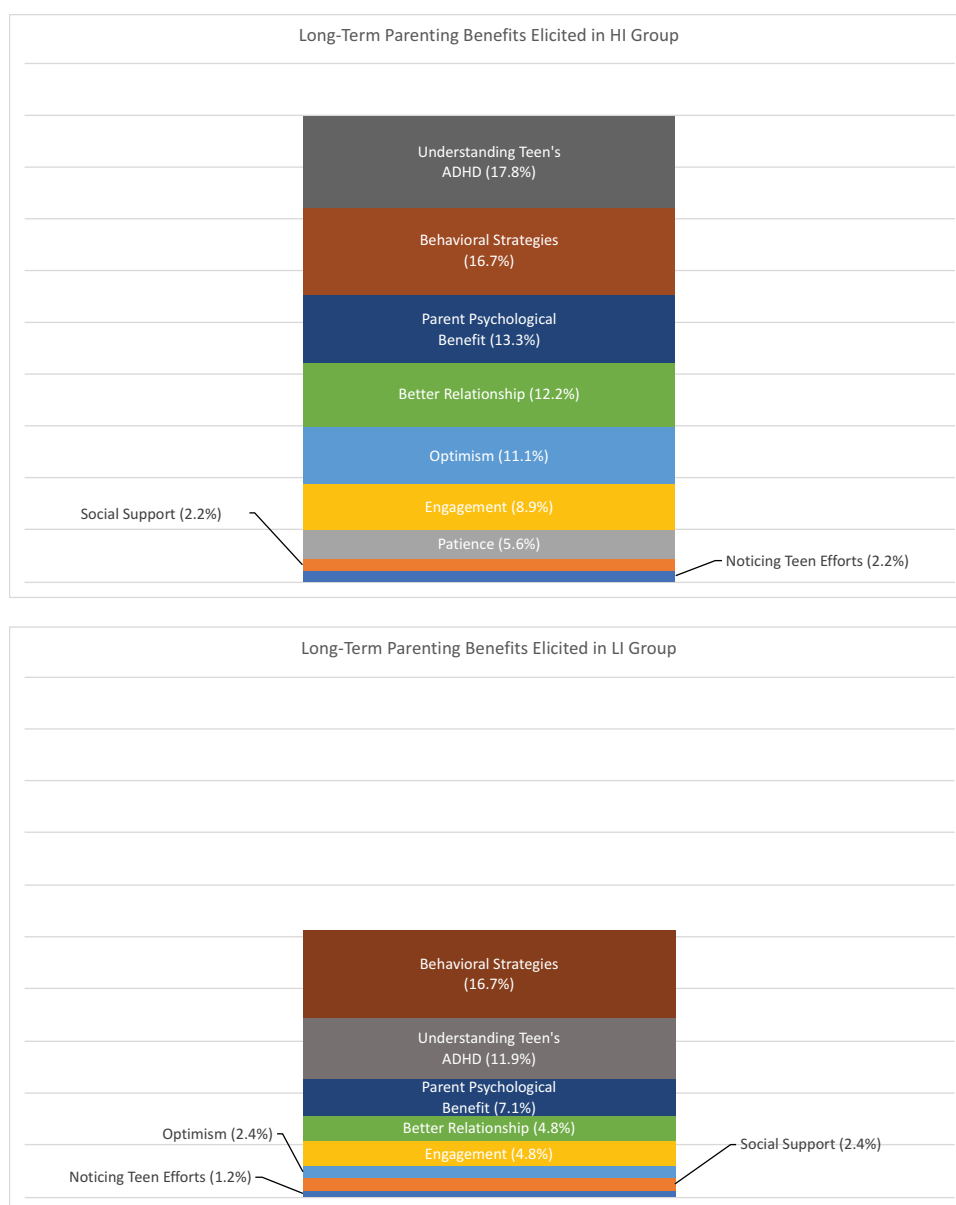 Long-Term Parenting Benefits Elicited in HI Group
Understanding Teen's
ADHD (17.8%)
Behavioral Strategies
(16.7%)
Parent Psychological
Benefit (13.3%)
Better Relationship (12.2%)
Optimism (11.1%)
Engagement (8.9%)
Social Support (2.2%)
Patience (5.6%)
Noticing Teen Efforts (2.2%)
Long-Term Parenting Benefits Elicited in LI Group
Behavioral Strategies
(16.7%)
Understanding Teen's
ADHD (11.9%)
Parent Psychological
Benefit (7.1%)
Better Relationship (4.8%)
Optimism (2.4%)
Social Support (2.4%)
Engagement (4.8%)
Noticing Teen Efforts (1.2%)